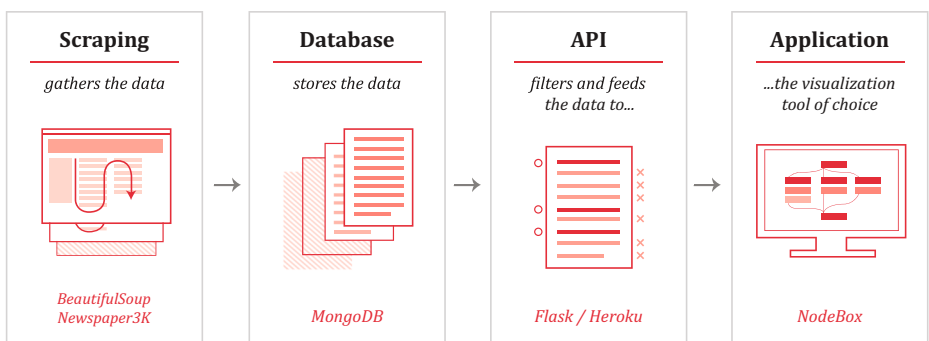 Scraping
gathers the data
BeautifulSoup
Newspaper3K
Database
stores the data
MongoDB
API
filters and feeds
the data to...
Flask / Heroku
Application
...the visualization
tool of choice
NodeBox